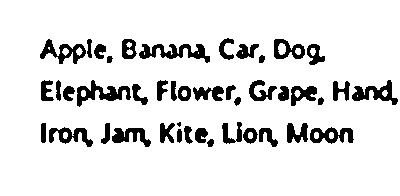 Apple, Banana, Car, Dog,
Elephant, Flower, Grape, Hand,
Iron, Jam, Kite, Lion, Moon